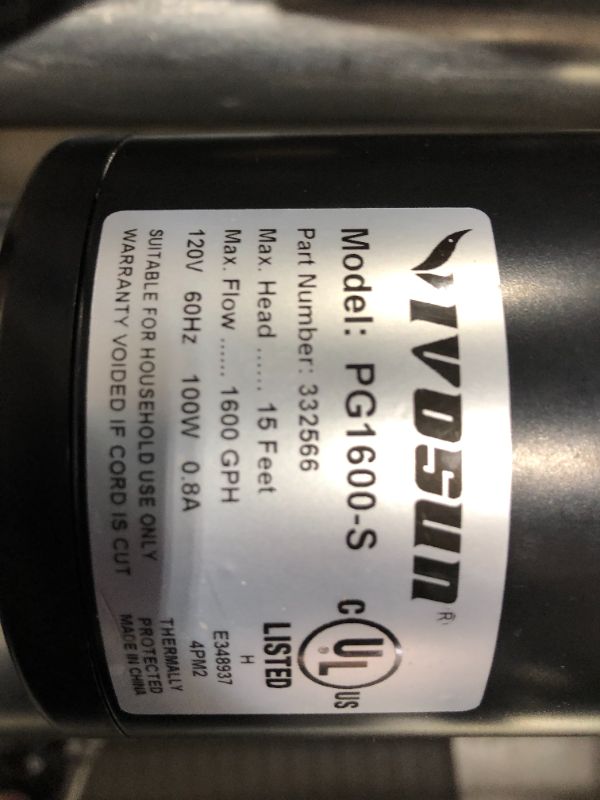 VIVOSUN®
Model: PG1600-S
Part Number: 332566
Max. Head ...... 15 Feet
Max. Flow ...... 1600 GPH
120V 60Hz 100W 0.8A
SUITABLE FOR HOUSEHOLD USE ONLY
WARRANTY VOIDED IF CORD IS CUT
C UL® US
LISTED
H
E348937
4PM2
THERMALLY
PROTECTED
MADE IN CHINA